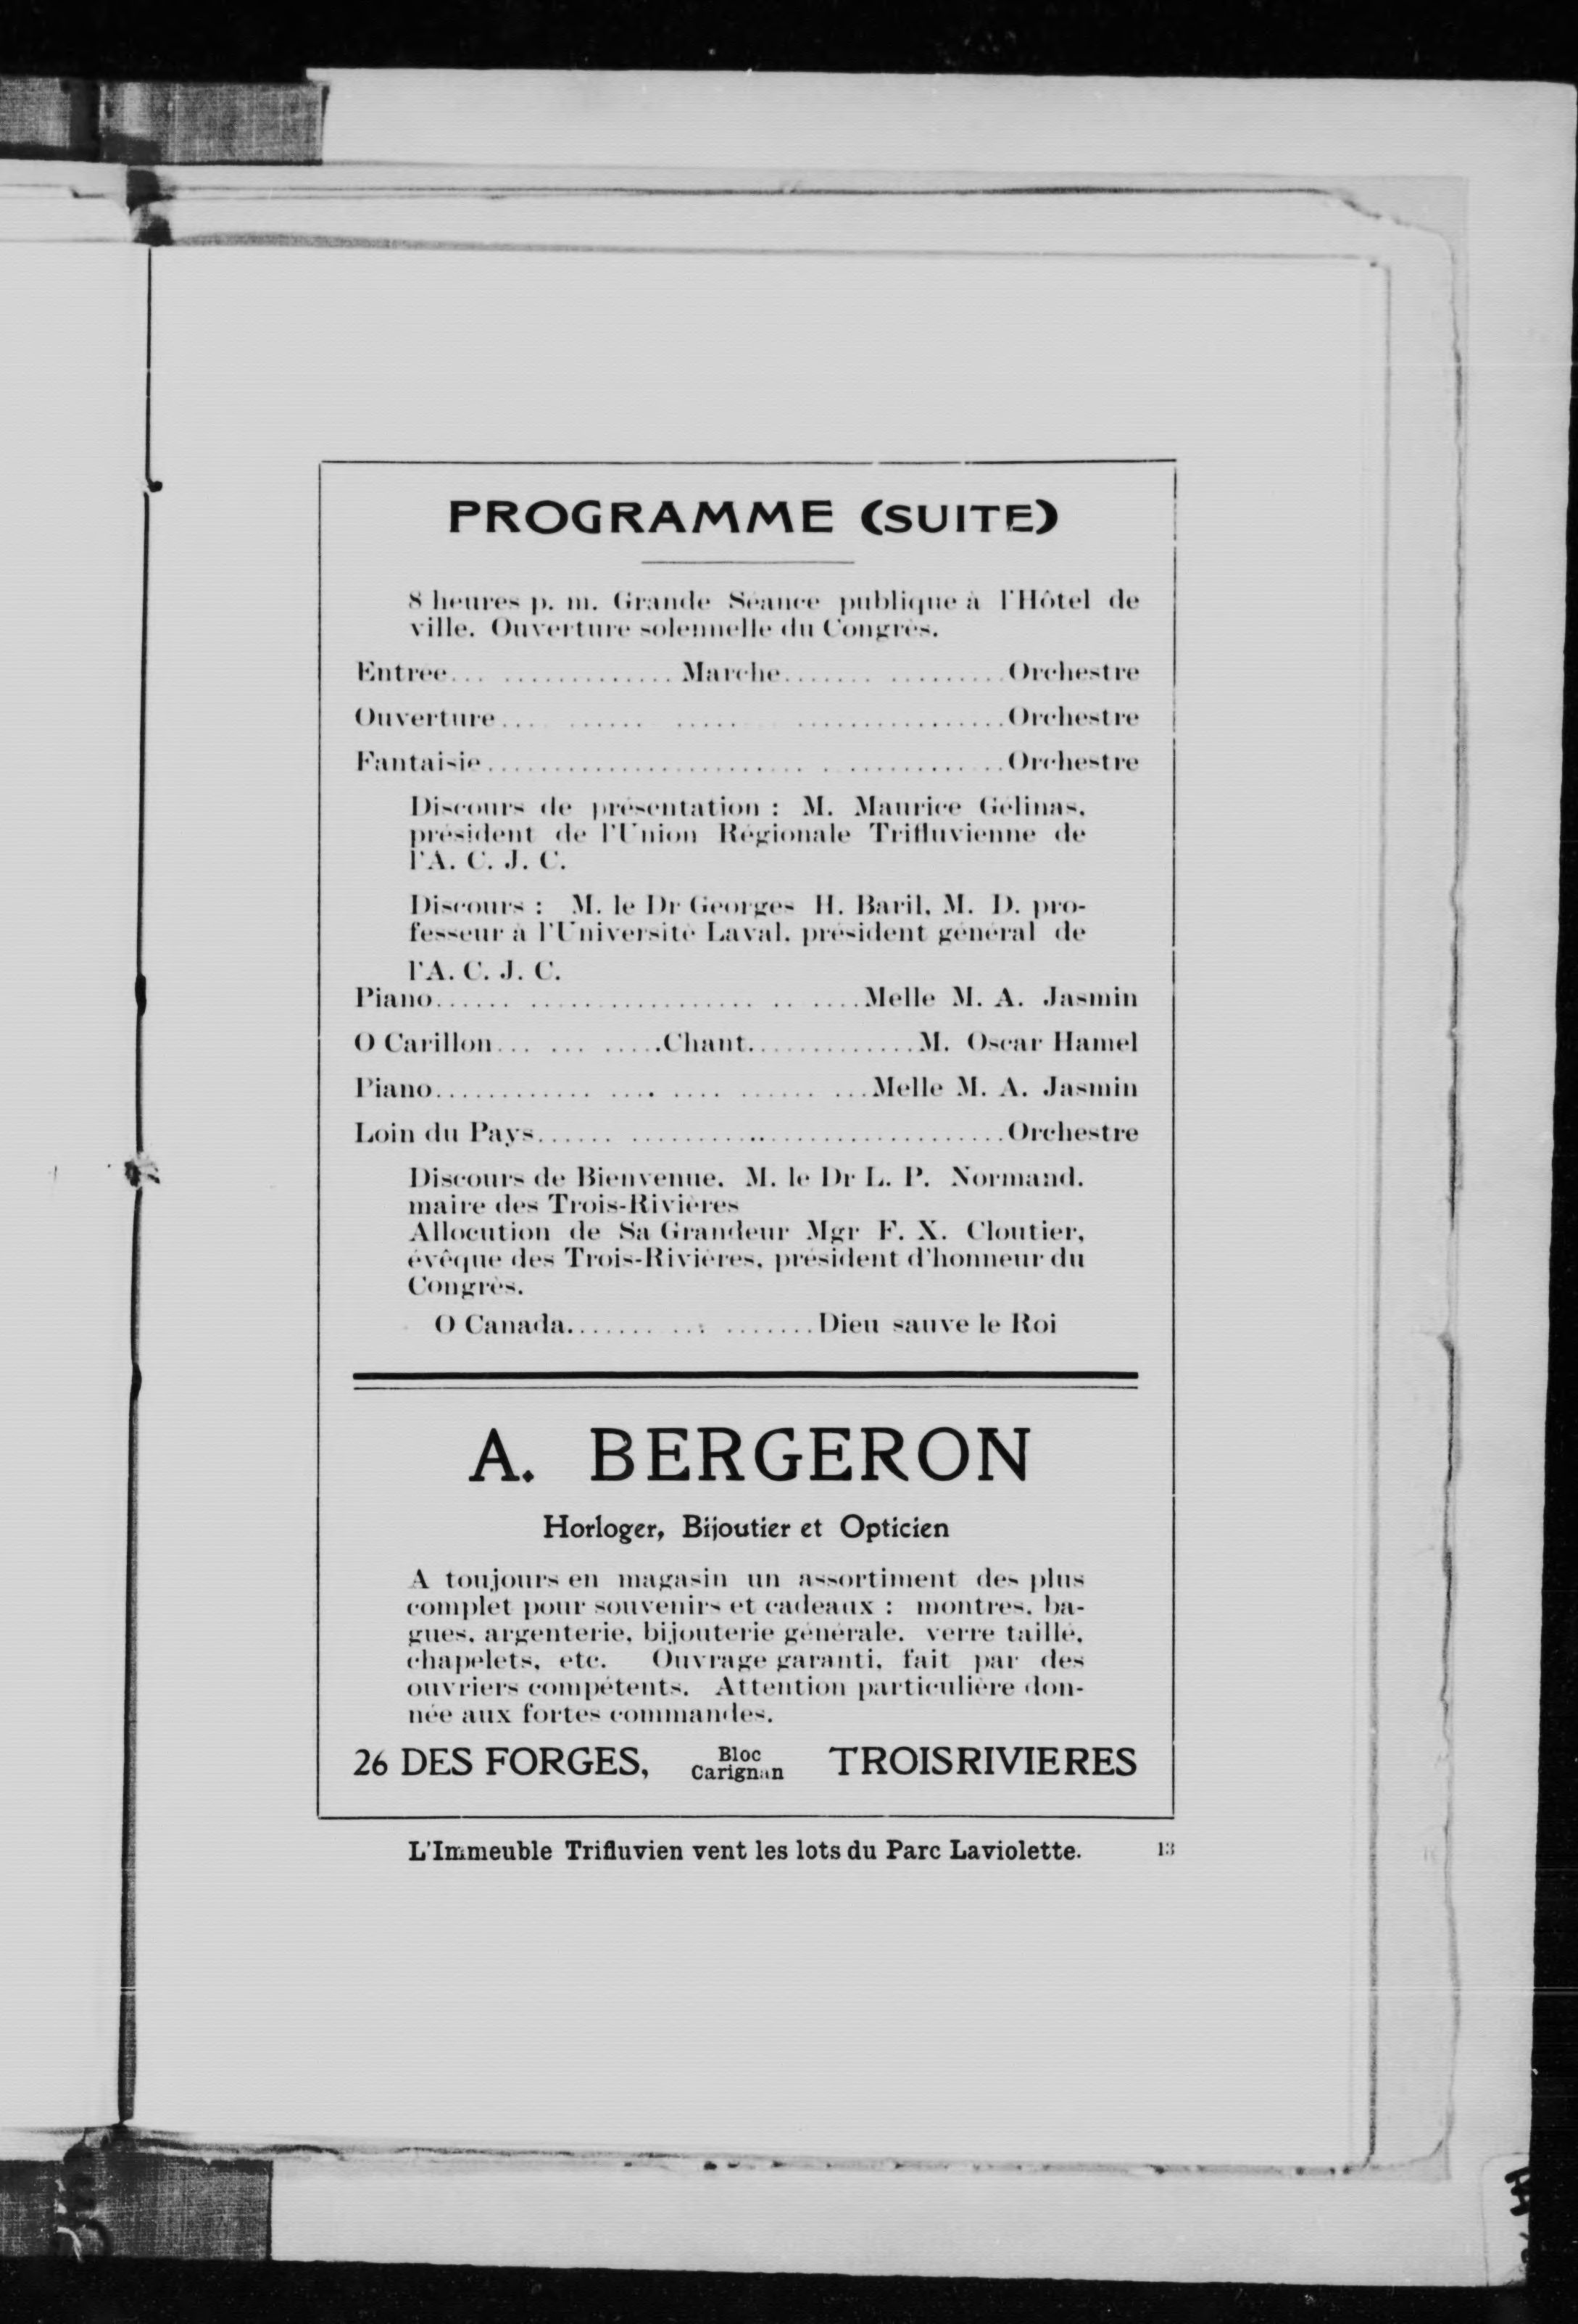 PROGRAMME (SUITE)
8 heures p. m. Grande Séance publique à l'Hôtel de
ville. Ouverture solennelle du Congrès.
Entrée... ............. Marche....... .........Orchestre
Ouverture... ...... ..... ................Orchestre
Fantaisie........................ . ............Orchestre
Discours de présentation : M. Maurice Gélinas,
président de l'Union Régionale Trifluvienne de
l'A. C. J. C.
Discours : M. le Dr Georges H. Baril, M. D. pro-
fesseur à l'Université Laval, président général de
l'A. C. J. C.
Piano...... ................. .. ....Melle M. A. Jasmin
O Carillon... ... .....Chant.............M. Oscar Hamel
Piano............ .... .... ...... ...Melle M. A. Jasmin
Loin du Pays...... .............................Orchestre
Discours de Bienvenue, M. le Dr L. P. Normand,
maire des Trois-Rivières
Allocution de Sa Grandeur Mgr F. X. Cloutier,
évêque des Trois-Rivières, président d'honneur du
Congrès.
O Canada........ ... .......Dieu sauve le Roi
A. BERGERON
Horloger, Bijoutier et Opticien
A toujours en magasin un assortiment des plus
complet pour souvenirs et cadeaux : montres, ba-
gues, argenterie, bijouterie générale, verre taillé,
chapelets, etc. Ouvrage garanti, fait par des
ouvriers compétents. Attention particulière don-
née aux fortes commandes.
26 DES FORGES, Bloc Carignan TROISRIVIERES
L'Immeuble Trifluvien vent les lots du Parc Laviolette. 13